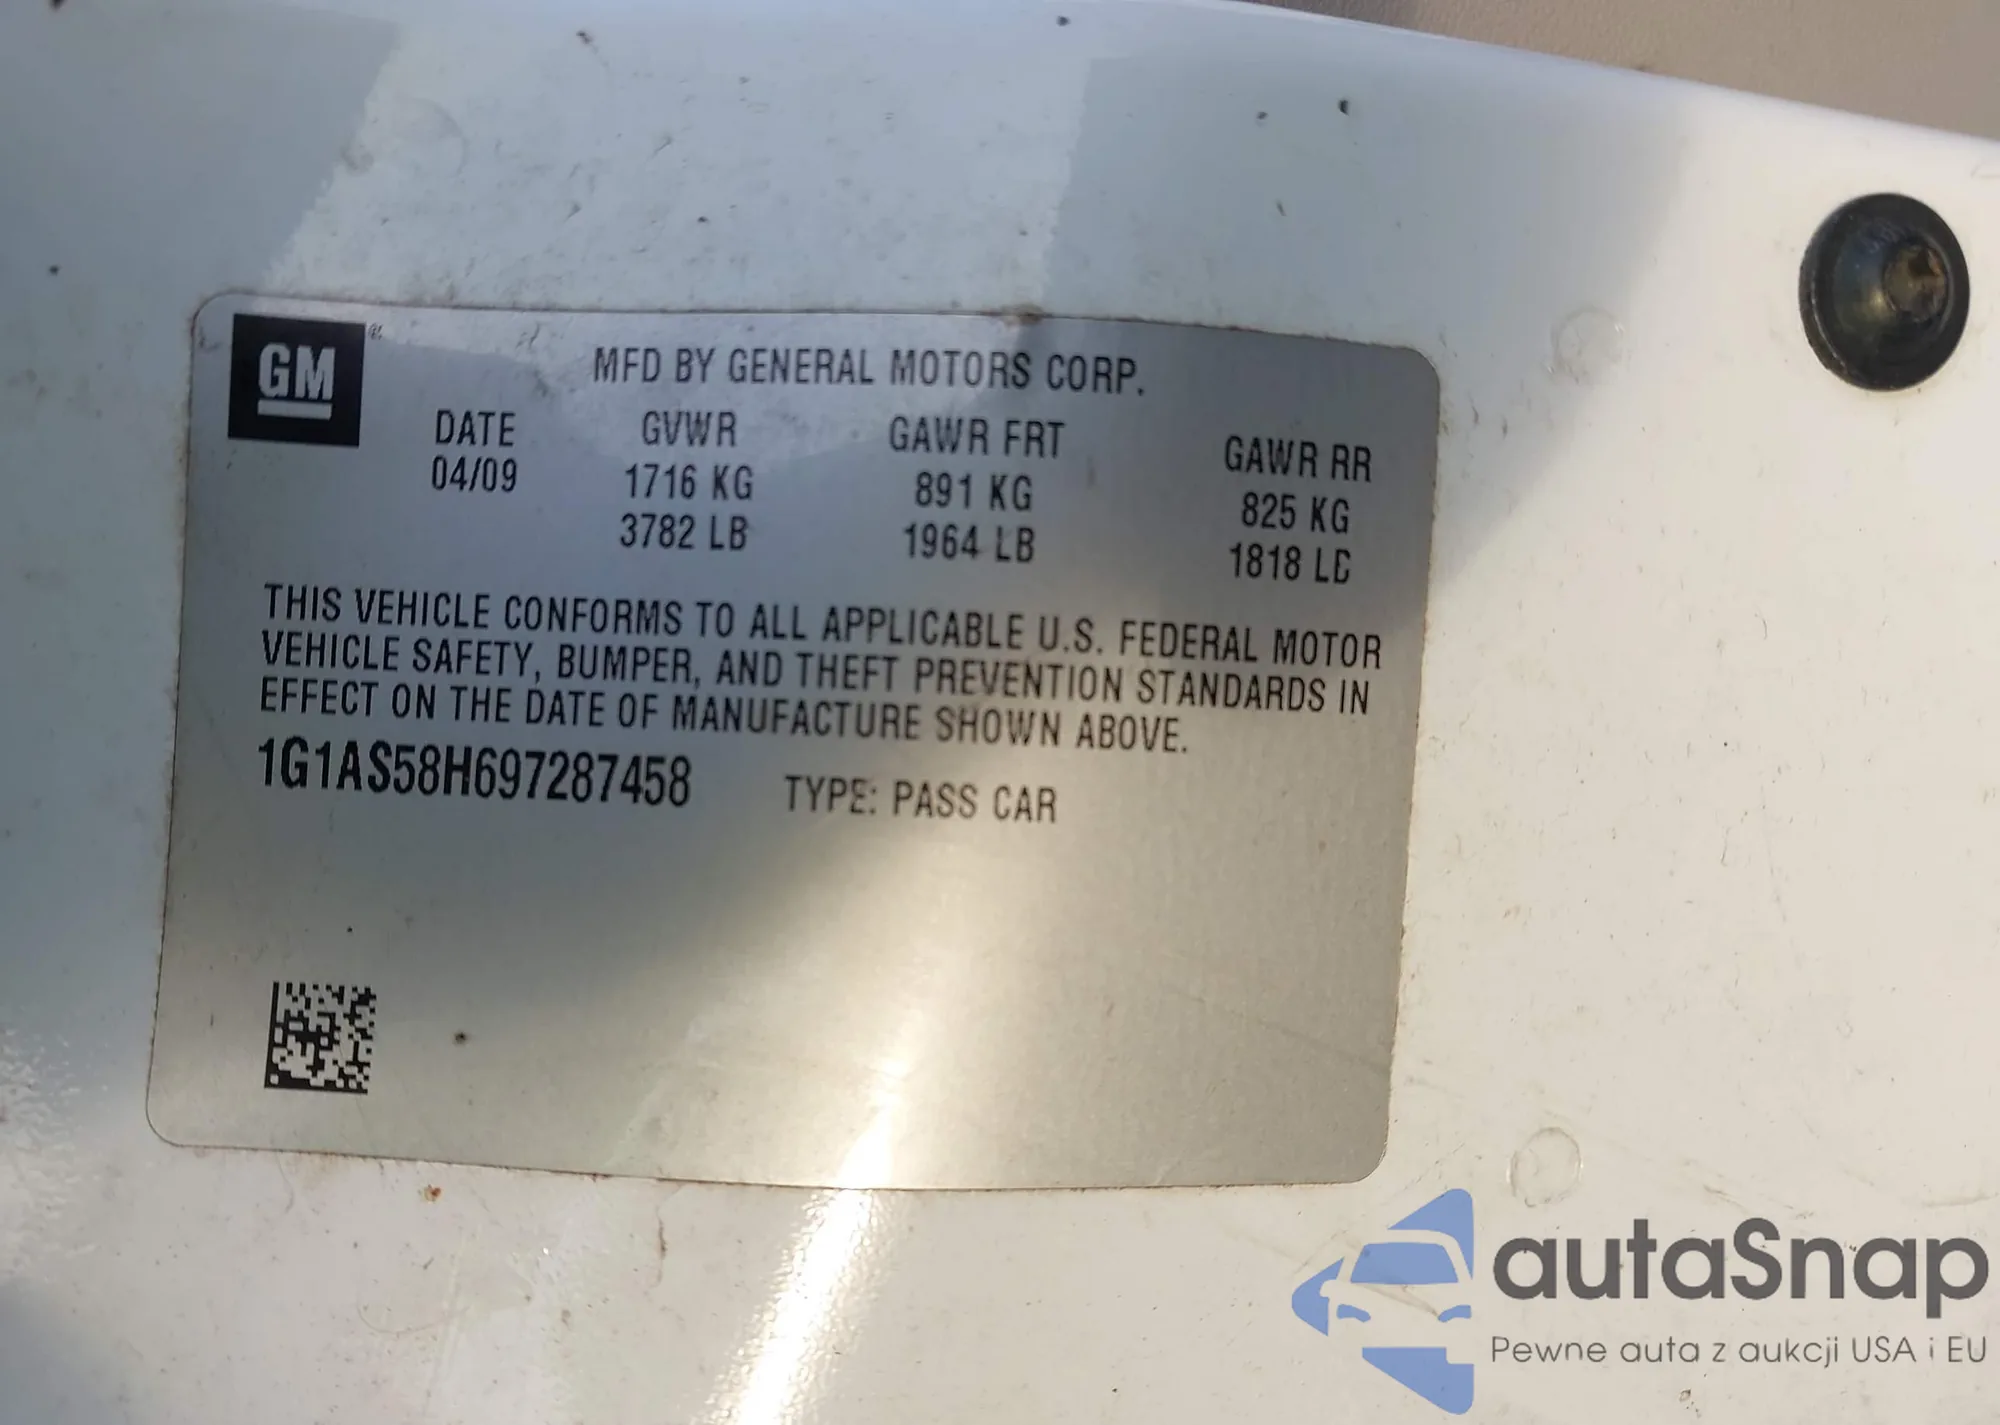 GM ®
MFD BY GENERAL MOTORS CORP.
DATE GVWR GAWR FRT GAWR RR
04/09 1716 KG 891 KG 825 KG
3782 LB 1964 LB 1818 LB
THIS VEHICLE CONFORMS TO ALL APPLICABLE U.S. FEDERAL MOTOR
VEHICLE SAFETY, BUMPER, AND THEFT PREVENTION STANDARDS IN
EFFECT ON THE DATE OF MANUFACTURE SHOWN ABOVE.
1G1AS58H697287458 TYPE: PASS CAR
autaSnap
Pewne auta z aukcji USA i EU